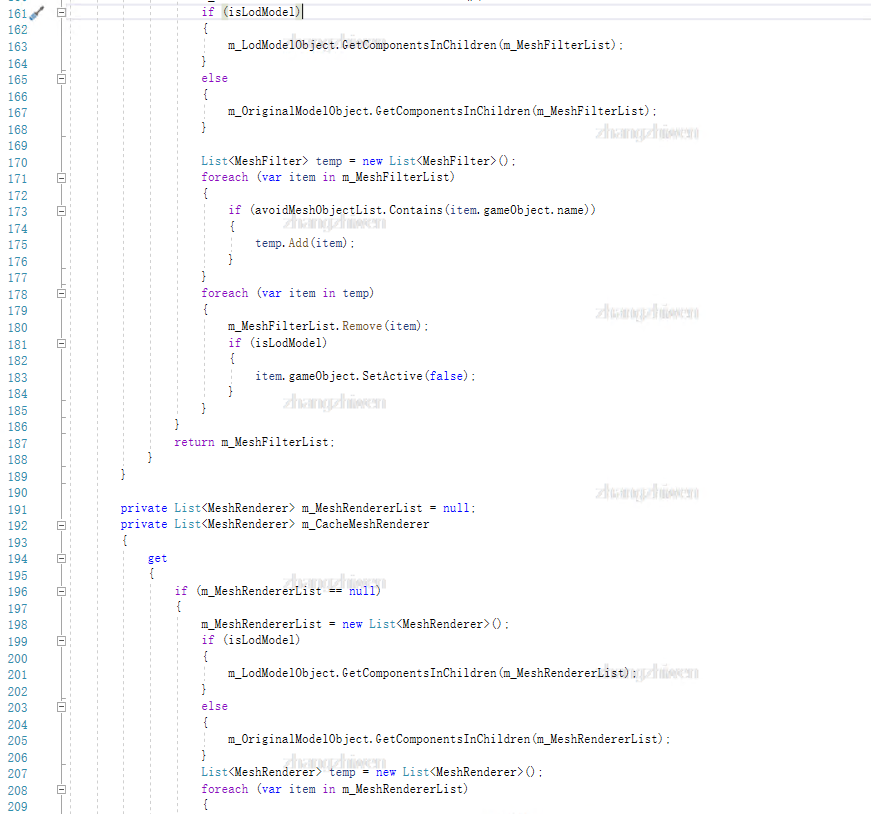 161 if (isLodModel)
162 {
163 m_LodModelObject.GetComponentsInChildren(m_MeshFilterList);
164 }
165 else
166 {
167 m_OriginalModelObject.GetComponentsInChildren(m_MeshFilterList);
168 }
169
170 List<MeshFilter> temp = new List<MeshFilter>();
171 foreach (var item in m_MeshFilterList)
172 {
173 if (avoidMeshObjectList.Contains(item.gameObject.name))
174 {
175 temp.Add(item);
176 }
177 }
178 foreach (var item in temp)
179 {
180 m_MeshFilterList.Remove(item);
181 if (isLodModel)
182 {
183 item.gameObject.SetActive(false);
184 }
185 }
186 }
187 return m_MeshFilterList;
188 }
189 }
190
191 private List<MeshRenderer> m_MeshRendererList = null;
192 private List<MeshRenderer> m_CacheMeshRenderer
193 {
194 get
195 {
196 if (m_MeshRendererList == null)
197 {
198 m_MeshRendererList = new List<MeshRenderer>();
199 if (isLodModel)
200 {
201 m_LodModelObject.GetComponentsInChildren(m_MeshRendererList);
202 }
203 else
204 {
205 m_OriginalModelObject.GetComponentsInChildren(m_MeshRendererList);
206 }
207 List<MeshRenderer> temp = new List<MeshRenderer>();
208 foreach (var item in m_MeshRendererList)
209 {